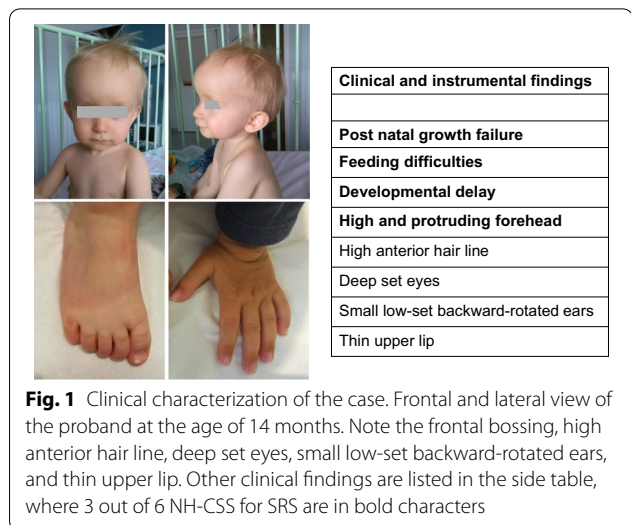 Clinical and instrumental findings
Post natal growth failure
Feeding difficulties
Developmental delay
High and protruding forehead
High anterior hair line
Deep set eyes
Small low-set backward-rotated ears
Thin upper lip
Fig. 1 Clinical characterization of the case. Frontal and lateral view of
the proband at the age of 14 months. Note the frontal bossing, high
anterior hair line, deep set eyes, small low-set backward-rotated ears,
and thin upper lip. Other clinical findings are listed in the side table,
where 3 out of 6 NH-CSS for SRS are in bold characters